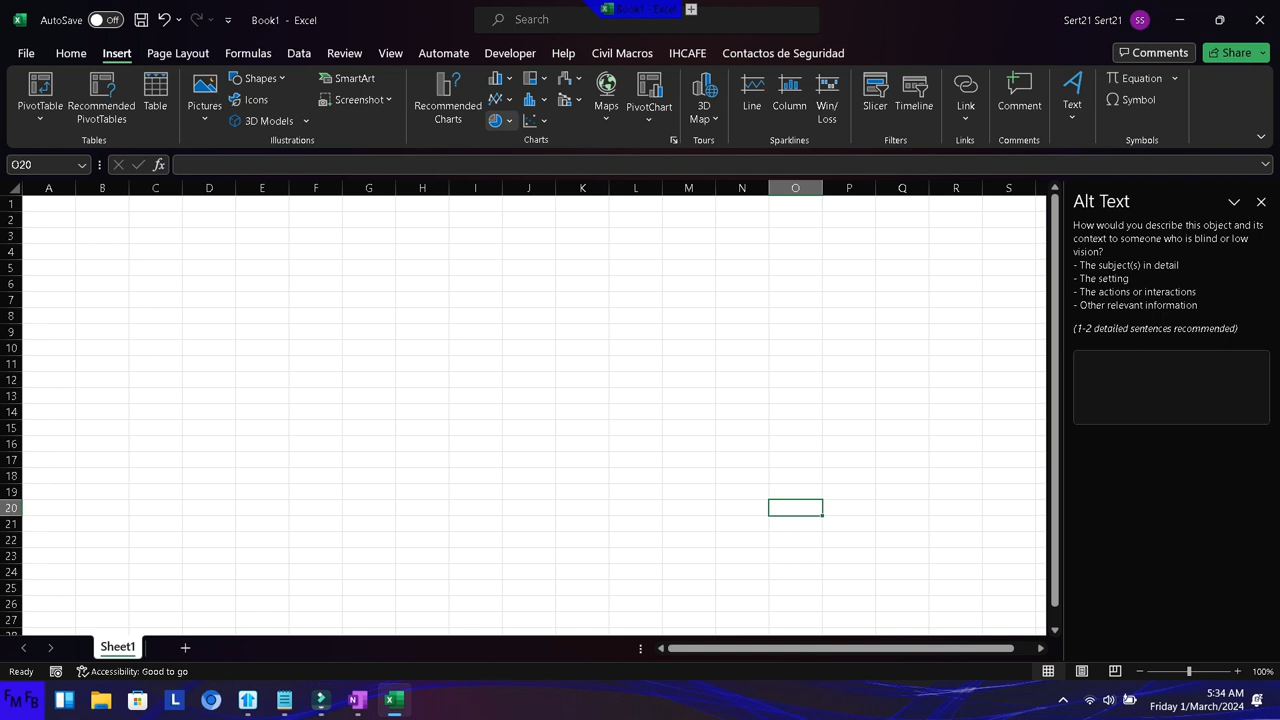 AutoSave Off Book1 - Excel Search Book1 - Excel Sert21 Sert21 SS
File Home Insert Page Layout Formulas Data Review View Automate Developer Help Civil Macros IHCAFE Contactos de Seguridad Comments Share
PivotTable Recommended PivotTables Table
Tables
Pictures Shapes Icons 3D Models SmartArt Screenshot
Illustrations
Recommended Charts Maps PivotChart
Charts
3D Map
Tours
Line Column Win/Loss
Sparklines
Slicer Timeline
Filters
Link
Links
Comment
Comments
Text
Equation
Symbol
Symbols
O20 fx
A B C D E F G H I J K L M N O P Q R S
1
2
3
4
5
6
7
8
9
10
11
12
13
14
15
16
17
18
19
20
21
22
23
24
25
26
27
28
Alt Text
How would you describe this object and its
context to someone who is blind or low
vision?
- The subject(s) in detail
- The setting
- The actions or interactions
- Other relevant information
(1-2 detailed sentences recommended)
Sheet1
Ready Accessibility: Good to go 100%
FMFB L N 5:34 AM
Friday 1/March/2024